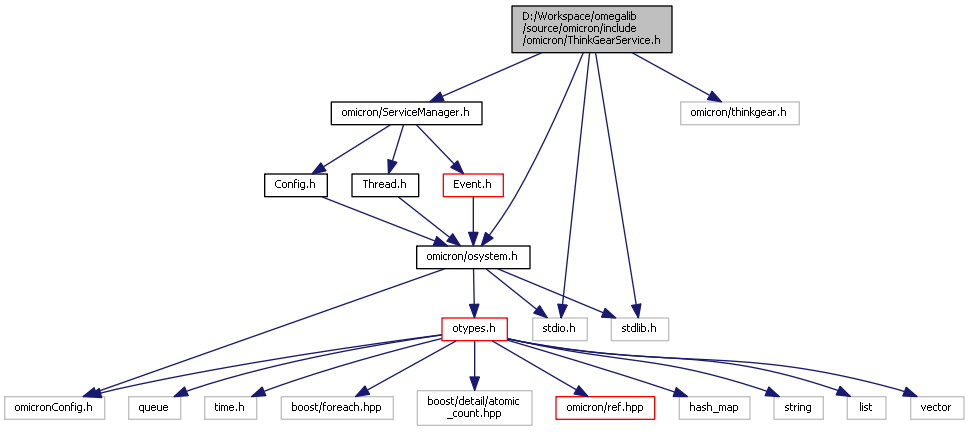 D:/Workspace/omegalib
/source/omicron/include
/omicron/ThinkGearService.h
omicron/ServiceManager.h
omicron/thinkgear.h
Config.h
Thread.h
Event.h
omicron/osystem.h
otypes.h
stdio.h
stdlib.h
omicronConfig.h
queue
time.h
boost/foreach.hpp
boost/detail/atomic
_count.hpp
omicron/ref.hpp
hash_map
string
list
vector